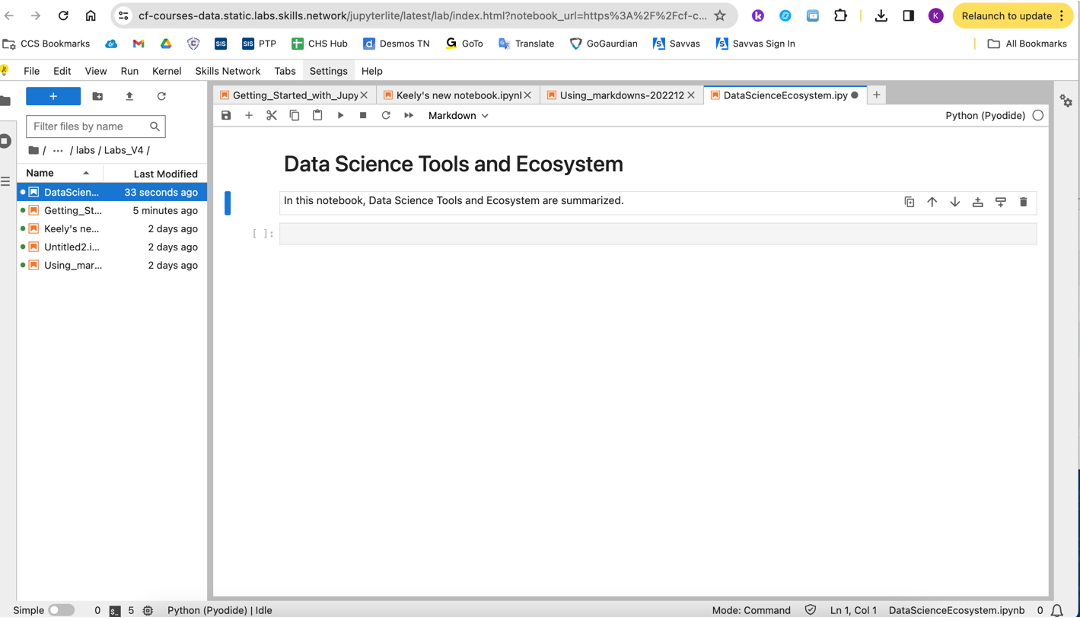 cf-courses-data.static.labs.skills.network/jupyterlite/latest/lab/index.html?notebook_url=https%3A%2F%2Fcf-c... K Relaunch to update
CCS Bookmarks SIS SIS PTP CHS Hub d Desmos TN G GoTo Translate GoGaurdian Savvas Savvas Sign In All Bookmarks
File Edit View Run Kernel Skills Network Tabs Settings Help
+ Getting_Started_with_Jupy Keely's new notebook.ipynl Using_markdowns-202212 DataScienceEcosystem.ipy +
Markdown Python (Pyodide)
Filter files by name
/ ... / labs / Labs_V4 /
Name Last Modified
DataScien... 33 seconds ago
Getting_St... 5 minutes ago
Keely's ne... 2 days ago
Untitled2.i... 2 days ago
Using_mar... 2 days ago
Data Science Tools and Ecosystem
In this notebook, Data Science Tools and Ecosystem are summarized.
[ ]:
Simple 0 $_ 5 Python (Pyodide) | Idle Mode: Command Ln 1, Col 1 DataScienceEcosystem.ipynb 0